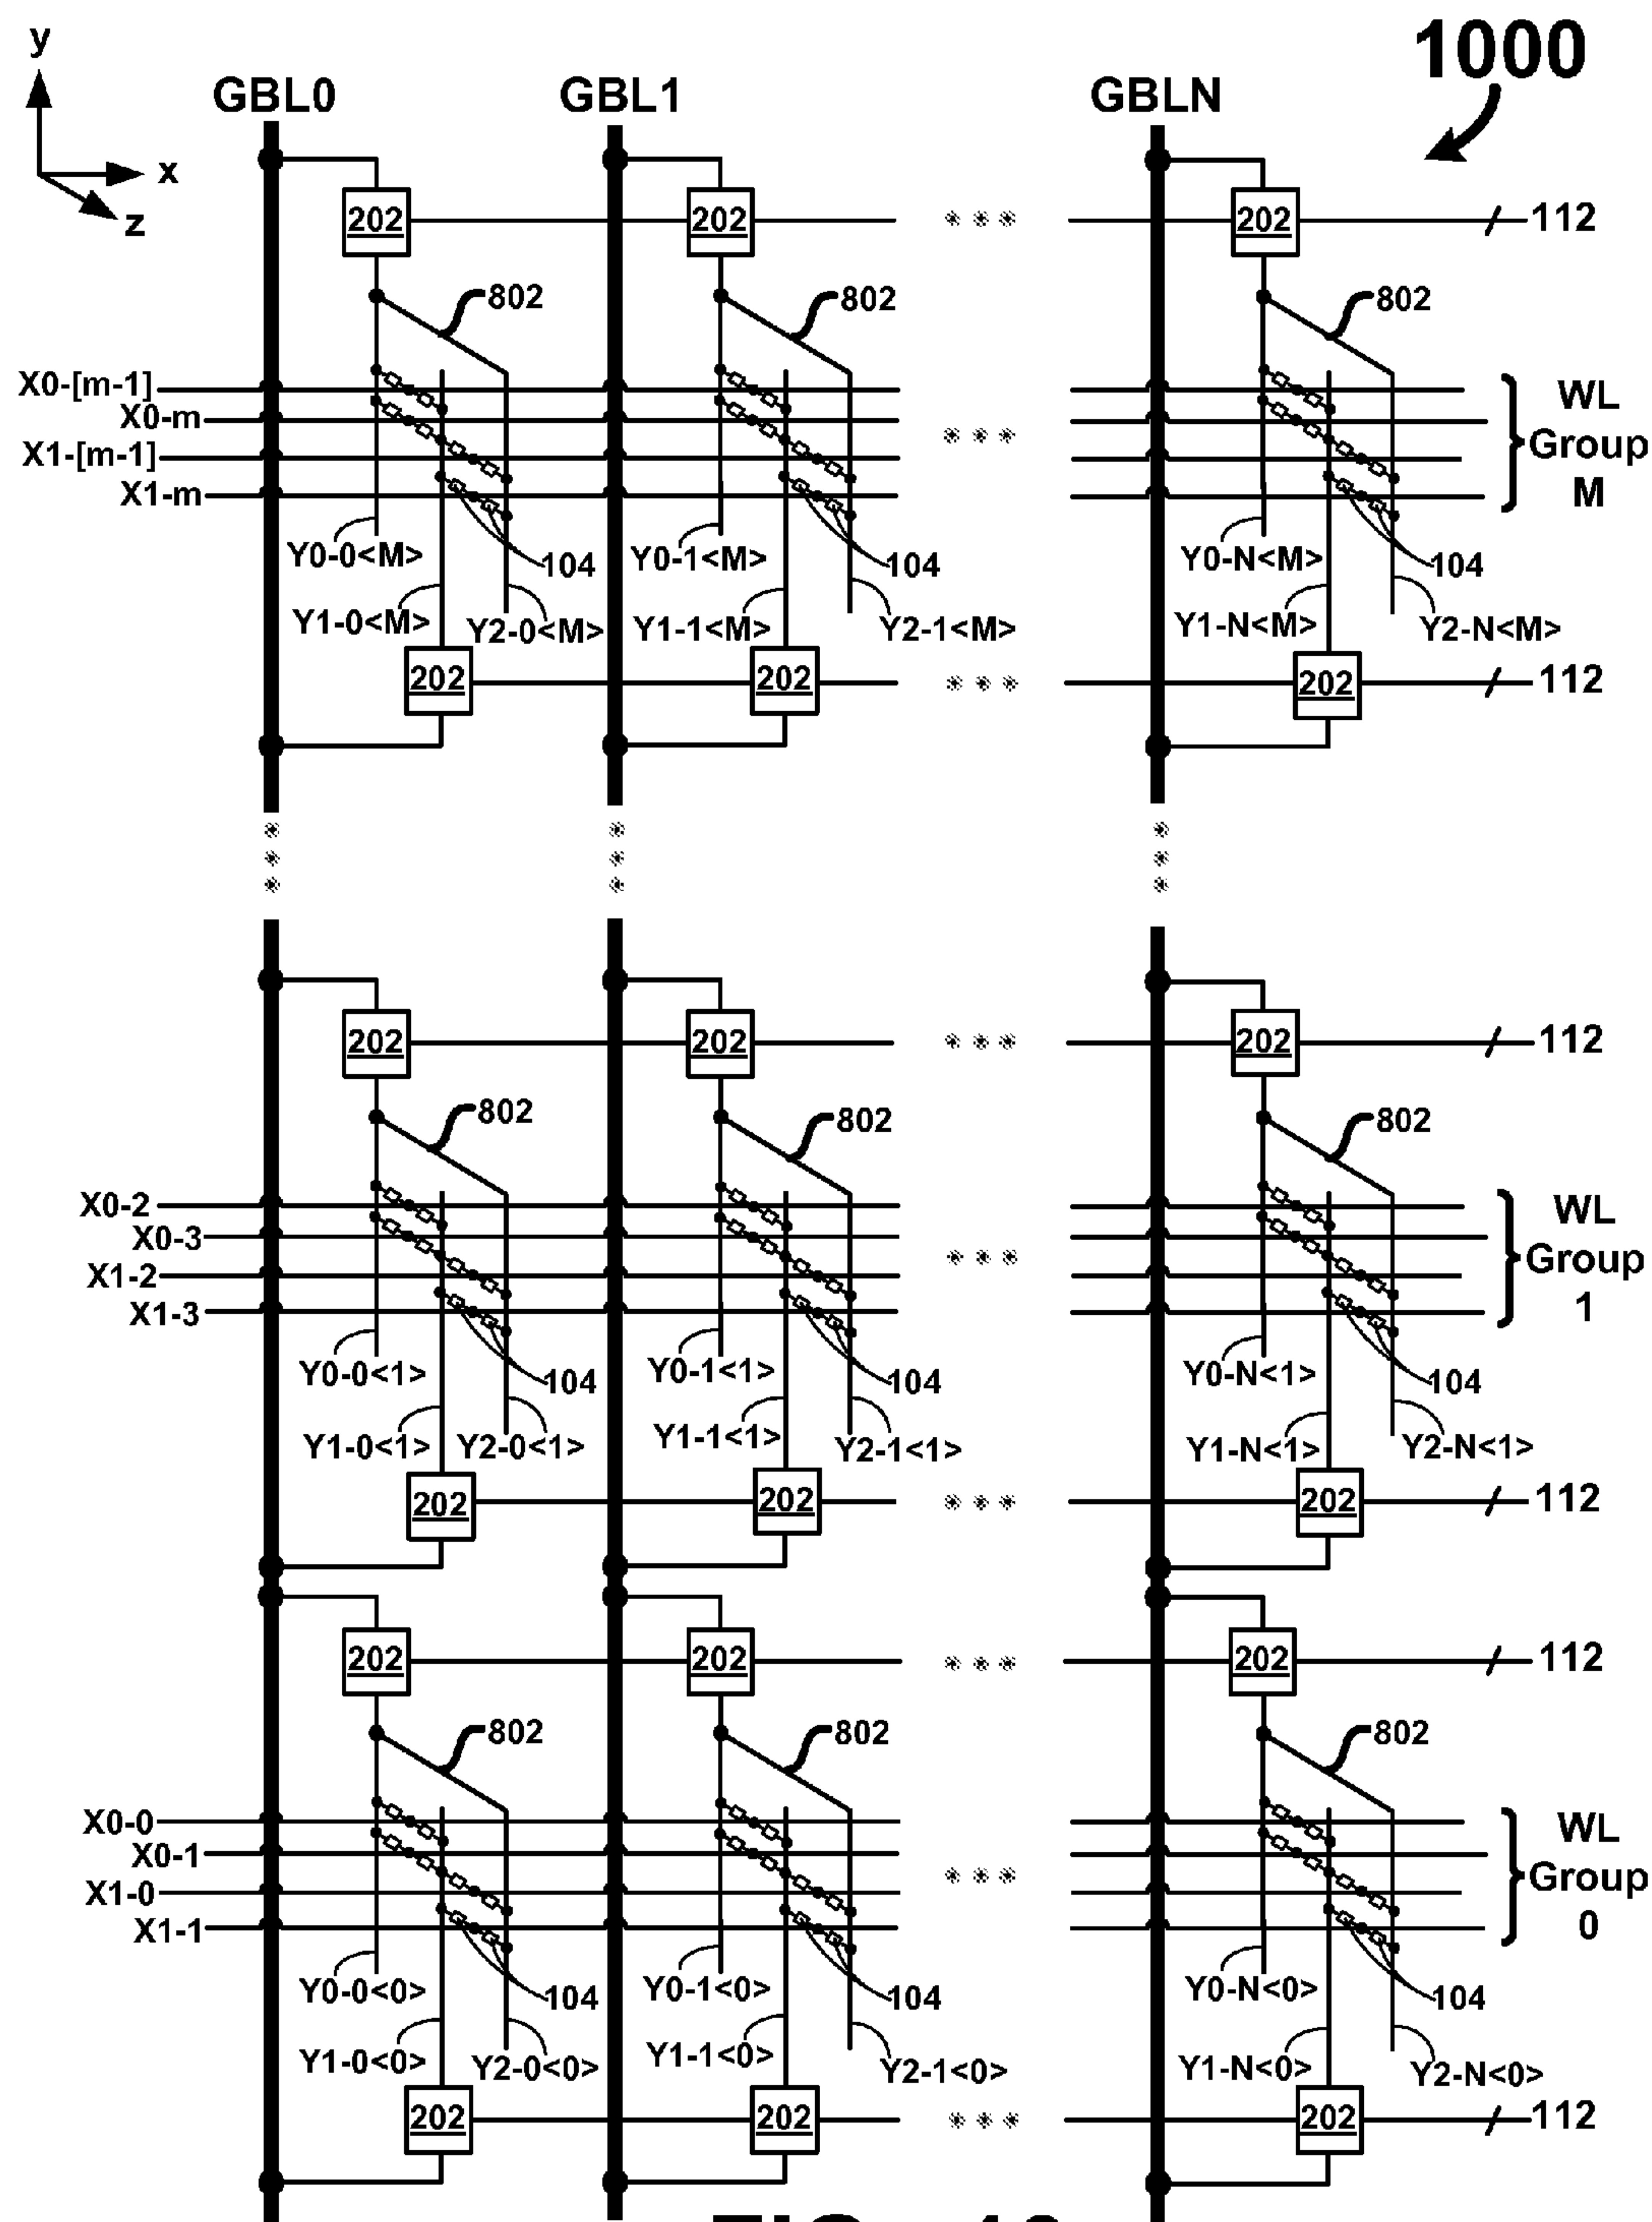 1000
y
x
z
GBL0 GBL1 GBLN
202 202 202 112
802 802 802
X0-[m-1]
X0-m
X1-[m-1]
X1-m
WL
Group
M
Y0-0<M> 104 Y0-1<M> 104 Y0-N<M> 104
Y1-0<M> Y2-0<M> Y1-1<M> Y2-1<M> Y1-N<M> Y2-N<M>
202 202 202 112
202 202 202 112
802 802 802
X0-2
X0-3
X1-2
X1-3
WL
Group
1
Y0-0<1> 104 Y0-1<1> 104 Y0-N<1> 104
Y1-0<1> Y2-0<1> Y1-1<1> Y2-1<1> Y1-N<1> Y2-N<1>
202 202 202 112
202 202 202 112
802 802 802
X0-0
X0-1
X1-0
X1-1
WL
Group
0
Y0-0<0> 104 Y0-1<0> 104 Y0-N<0> 104
Y1-0<0> Y2-0<0> Y1-1<0> Y2-1<0> Y1-N<0> Y2-N<0>
202 202 202 112